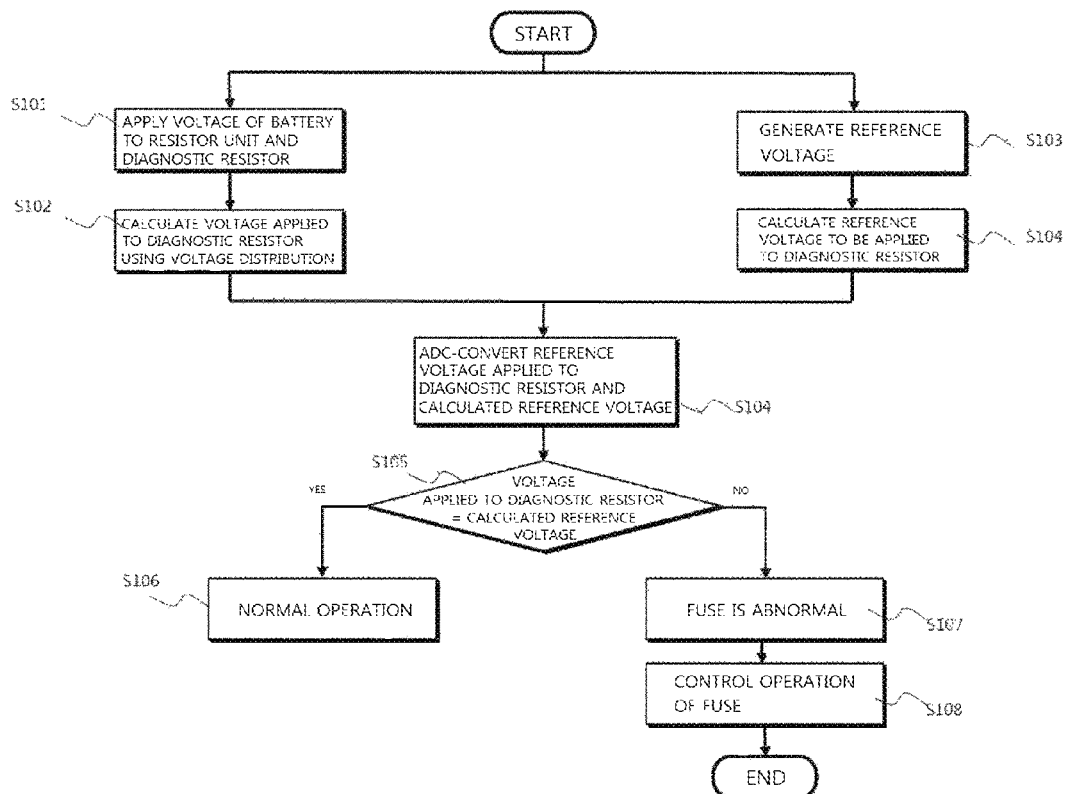 START
S101
APPLY VOLTAGE OF BATTERY
TO RESISTOR UNIT AND
DIAGNOSTIC RESISTOR
GENERATE REFERENCE
VOLTAGE
S103
S102
CALCULATE VOLTAGE APPLIED
TO DIAGNOSTIC RESISTOR
USING VOLTAGE DISTRIBUTION
CALCULATE REFERENCE
VOLTAGE TO BE APPLIED
TO DIAGNOSTIC RESISTOR
S104
ADC-CONVERT REFERENCE
VOLTAGE APPLIED TO
DIAGNOSTIC RESISTOR AND
CALCULATED REFERENCE VOLTAGE
S104
S105
VOLTAGE
APPLIED TO DIAGNOSTIC RESISTOR
= CALCULATED REFERENCE
VOLTAGE
YES
NO
S106
NORMAL OPERATION
FUSE IS ABNORMAL
S107
CONTROL OPERATION
OF FUSE
S108
END